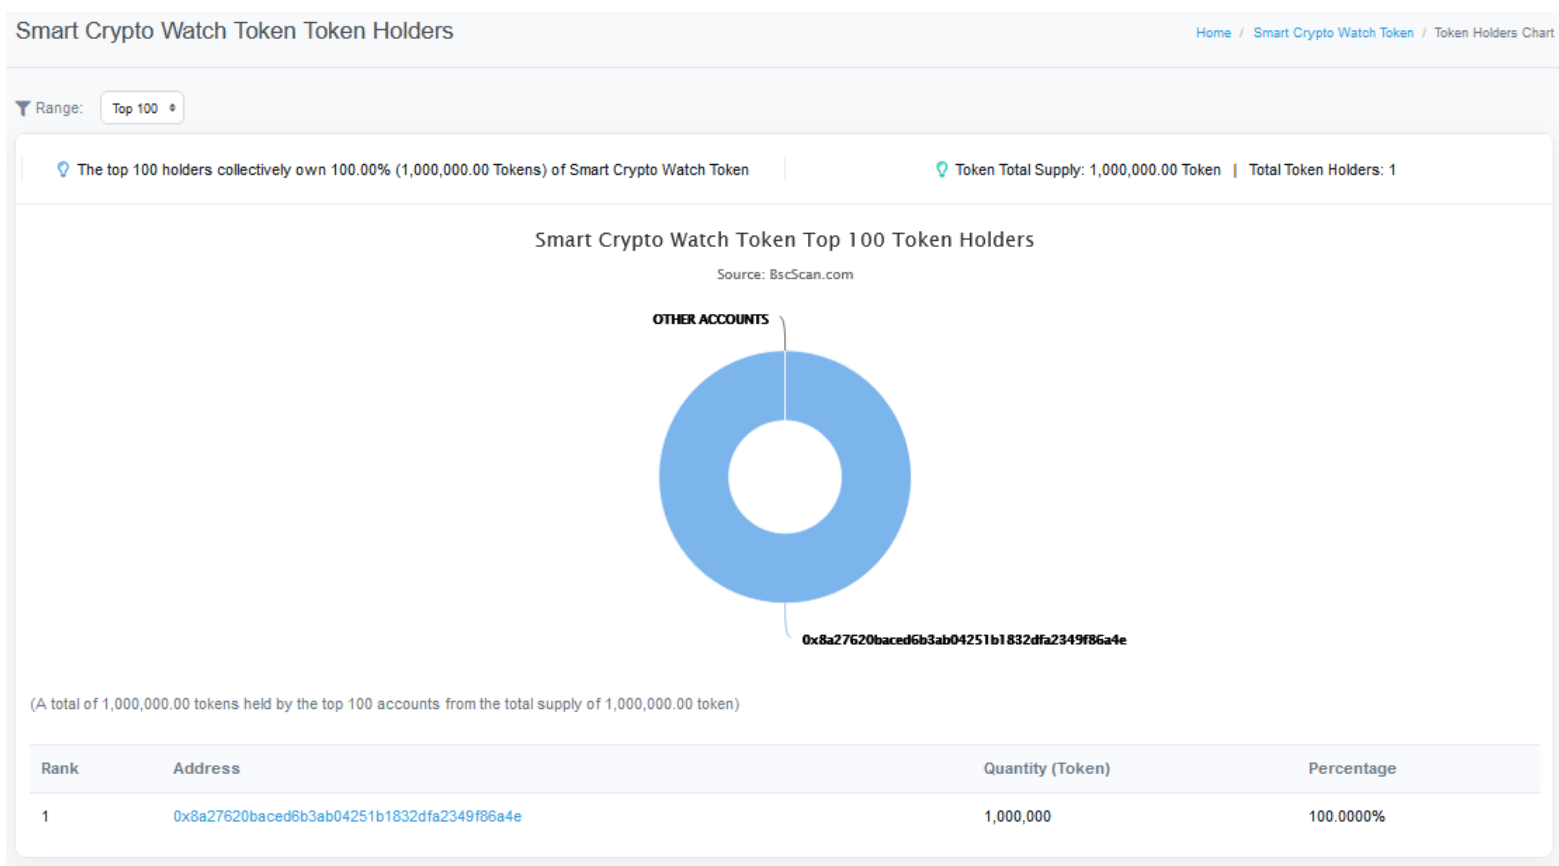 Smart Crypto Watch Token Token Holders
Home / Smart Crypto Watch Token / Token Holders Chart
Range: Top 100
The top 100 holders collectively own 100.00% (1,000,000.00 Tokens) of Smart Crypto Watch Token
Token Total Supply: 1,000,000.00 Token | Total Token Holders: 1
Smart Crypto Watch Token Top 100 Token Holders
Source: BscScan.com
OTHER ACCOUNTS
0x8a27620baced6b3ab04251b1832dfa2349f86a4e
(A total of 1,000,000.00 tokens held by the top 100 accounts from the total supply of 1,000,000.00 token)
Rank Address Quantity (Token) Percentage
1 0x8a27620baced6b3ab04251b1832dfa2349f86a4e 1,000,000 100.0000%